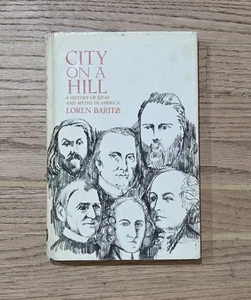 CITY
ON A
HILL
A HISTORY OF IDEAS
AND MYTHS IN AMERICA
LOREN BARITZ